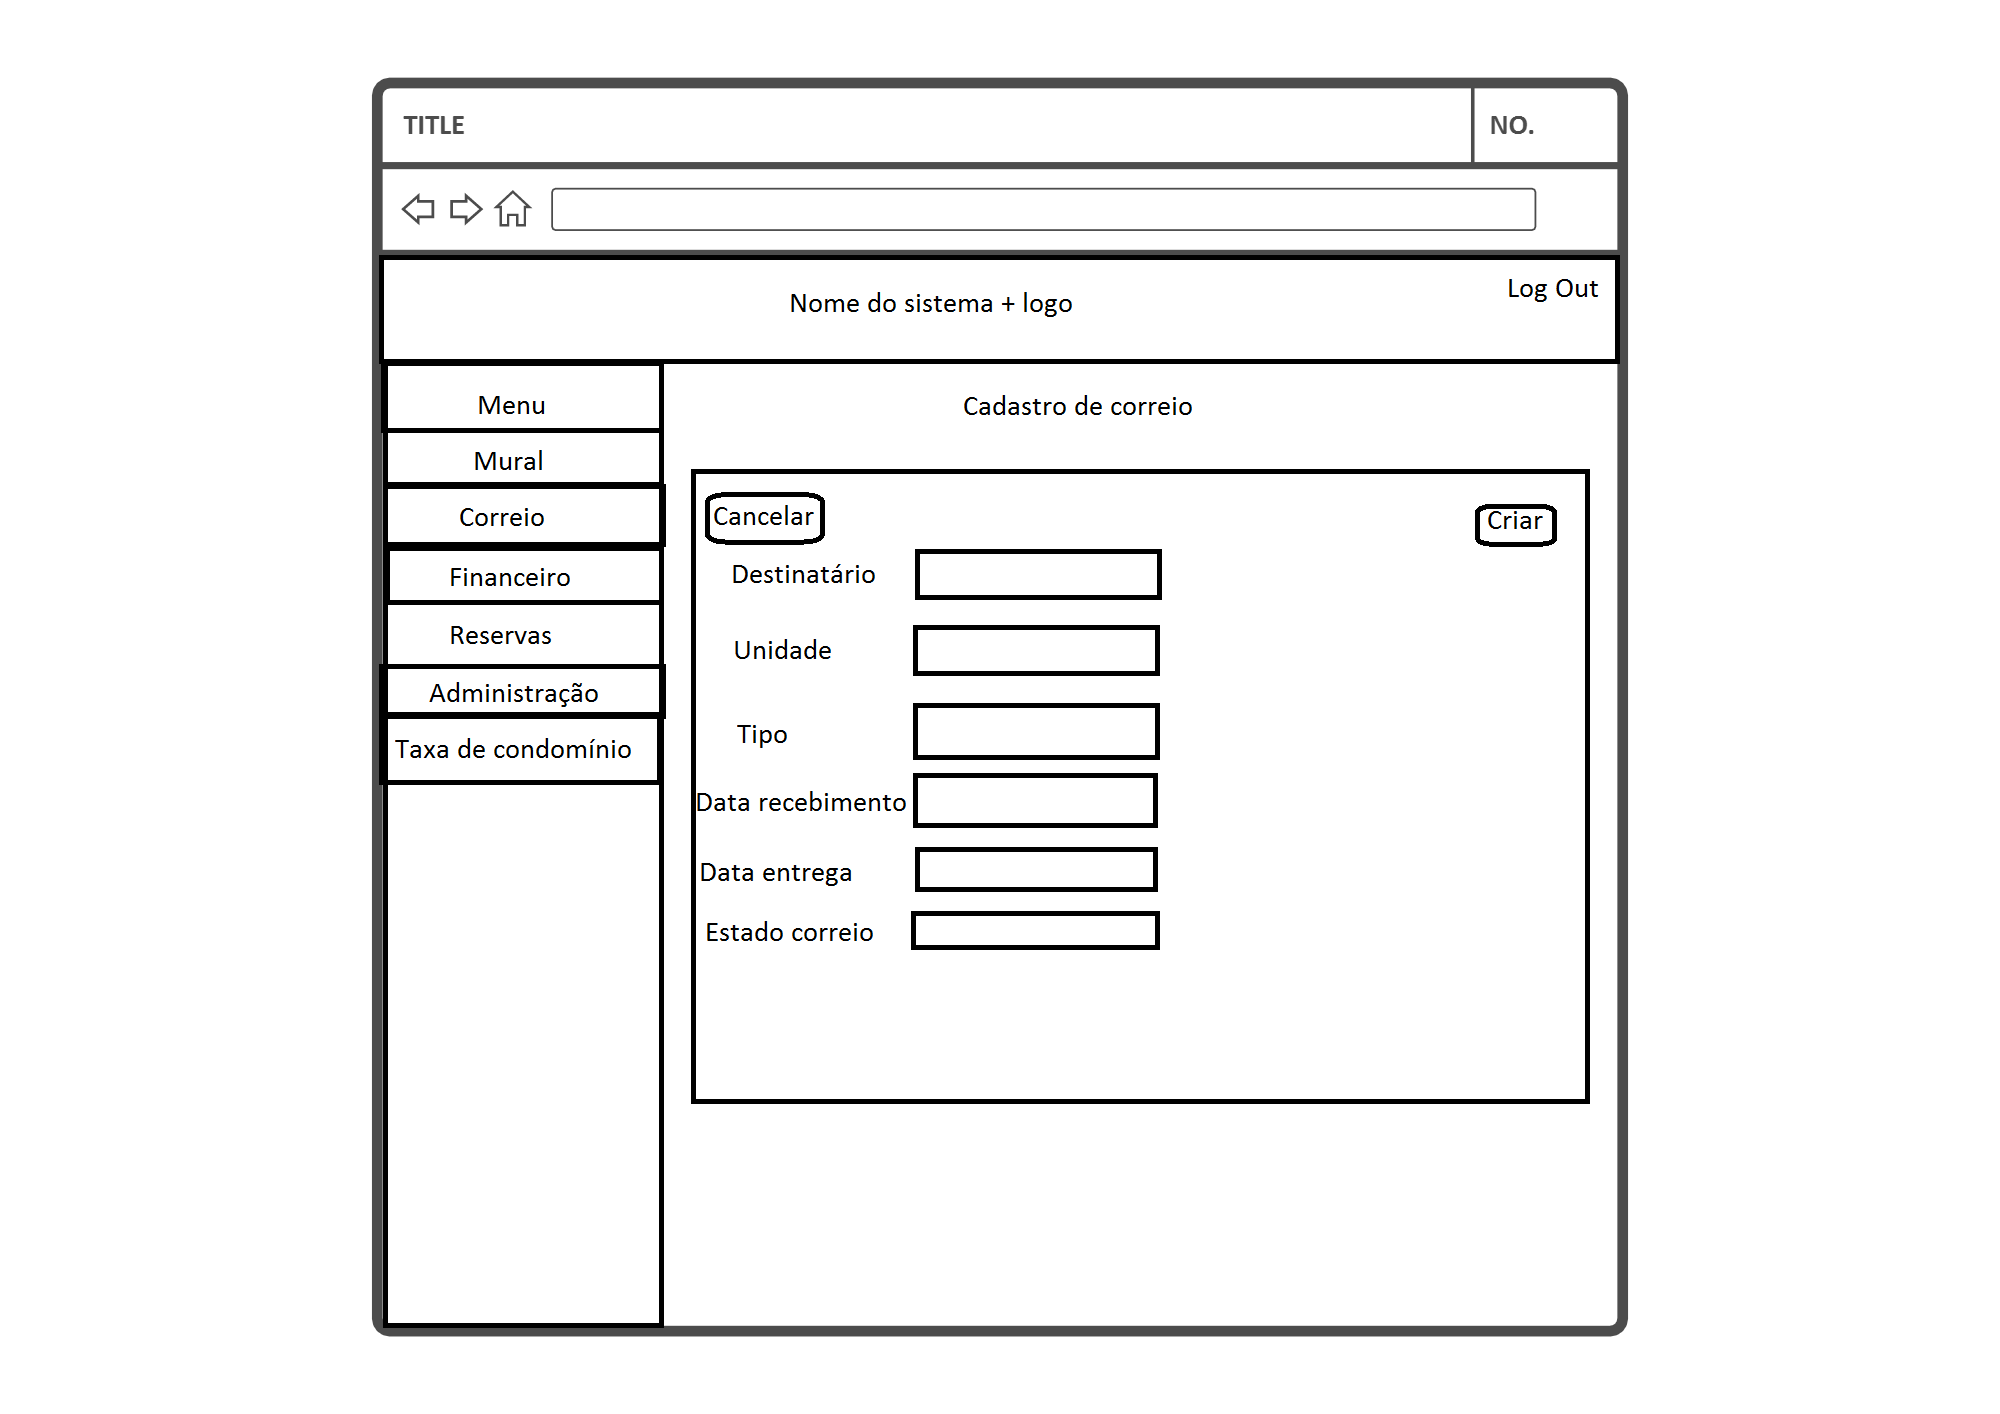 TITLE
NO.
Nome do sistema + logo
Log Out
Menu
Mural
Correio
Financeiro
Reservas
Administração
Taxa de condomínio
Cadastro de correio
Cancelar
Criar
Destinatário
Unidade
Tipo
Data recebimento
Data entrega
Estado correio